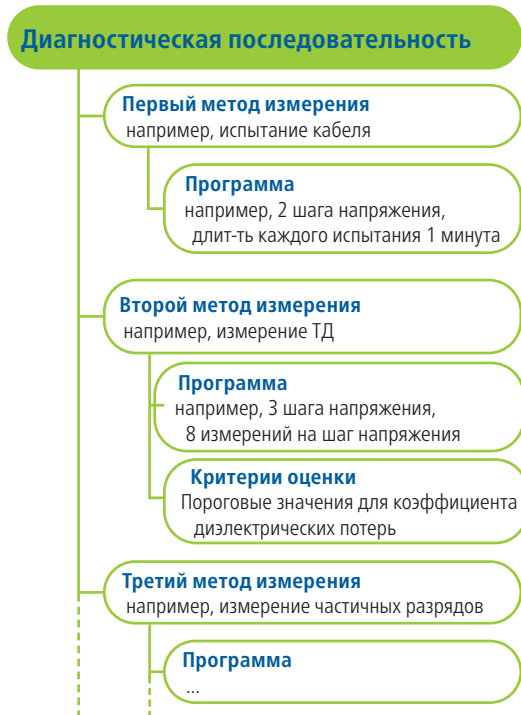 Диагностическая последовательность
Первый метод измерения
например, испытание кабеля
Программа
например, 2 шага напряжения,
длит-ть каждого испытания 1 минута
Второй метод измерения
например, измерение ТД
Программа
например, 3 шага напряжения,
8 измерений на шаг напряжения
Критерии оценки
Пороговые значения для коэффициента
диэлектрических потерь
Третий метод измерения
например, измерение частичных разрядов
Программа
...